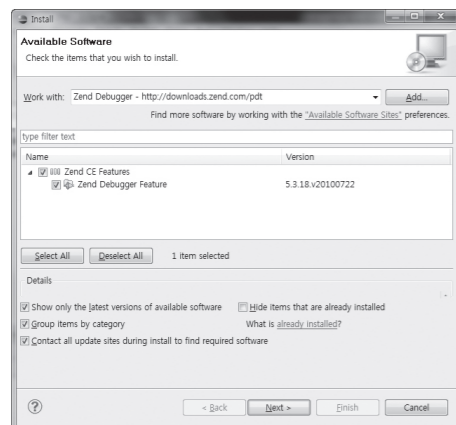 Install
Available Software
Check the items that you wish to install.
Work with: Zend Debugger - http://downloads.zend.com/pdt Add...
Find more software by working with the "Available Software Sites" preferences.
type filter text
Name Version
Zend CE Features
Zend Debugger Feature 5.3.18.v20100722
Select All Deselect All 1 item selected
Details
Show only the latest versions of available software Hide items that are already installed
Group items by category What is already installed?
Contact all update sites during install to find required software
? < Back Next > Finish Cancel